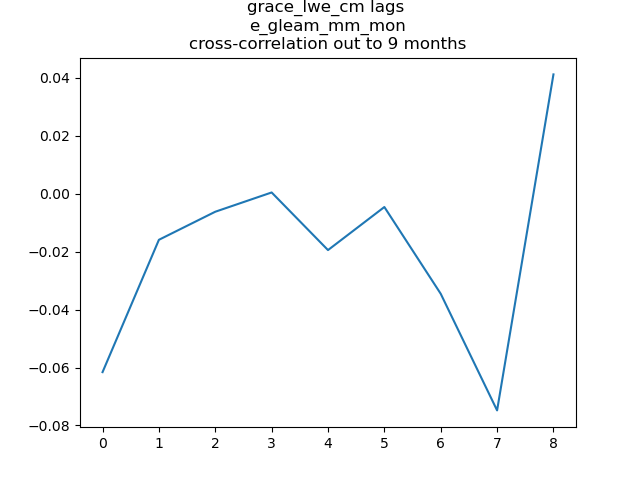 grace_lwe_cm lags
e_gleam_mm_mon
cross-correlation out to 9 months
0.04
0.02
0.00
−0.02
−0.04
−0.06
−0.08
0 1 2 3 4 5 6 7 8